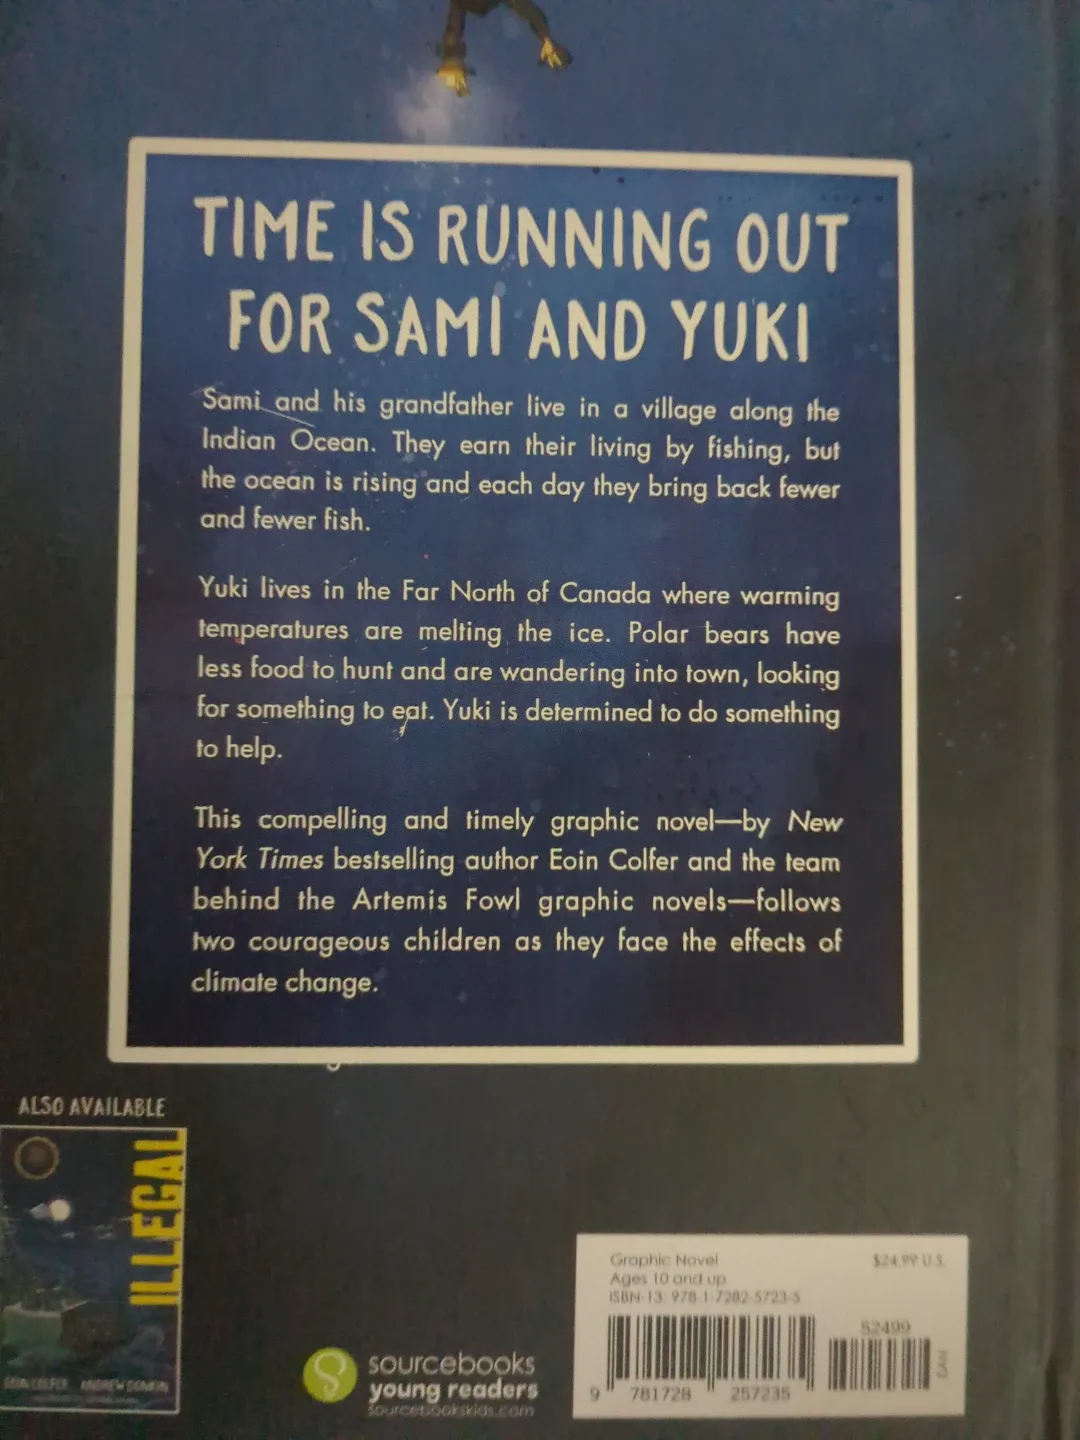 TIME IS RUNNING OUT
FOR SAMI AND YUKI
Sami and his grandfather live in a village along the
Indian Ocean. They earn their living by fishing, but
the ocean is rising and each day they bring back fewer
and fewer fish.
Yuki lives in the Far North of Canada where warming
temperatures are melting the ice. Polar bears have
less food to hunt and are wandering into town, looking
for something to eat. Yuki is determined to do something
to help.
This compelling and timely graphic novel—by New
York Times bestselling author Eoin Colfer and the team
behind the Artemis Fowl graphic novels—follows
two courageous children as they face the effects of
climate change.
ALSO AVAILABLE
ILLEGAL
EOIN COLFER ANDREW DONKIN
sourcebooks
young readers
sourcebookskids.com
Graphic Novel $24.99 U.S.
Ages 10 and up
ISBN-13: 978-1-7282-5723-5
52499
EAN
9 781728 257235